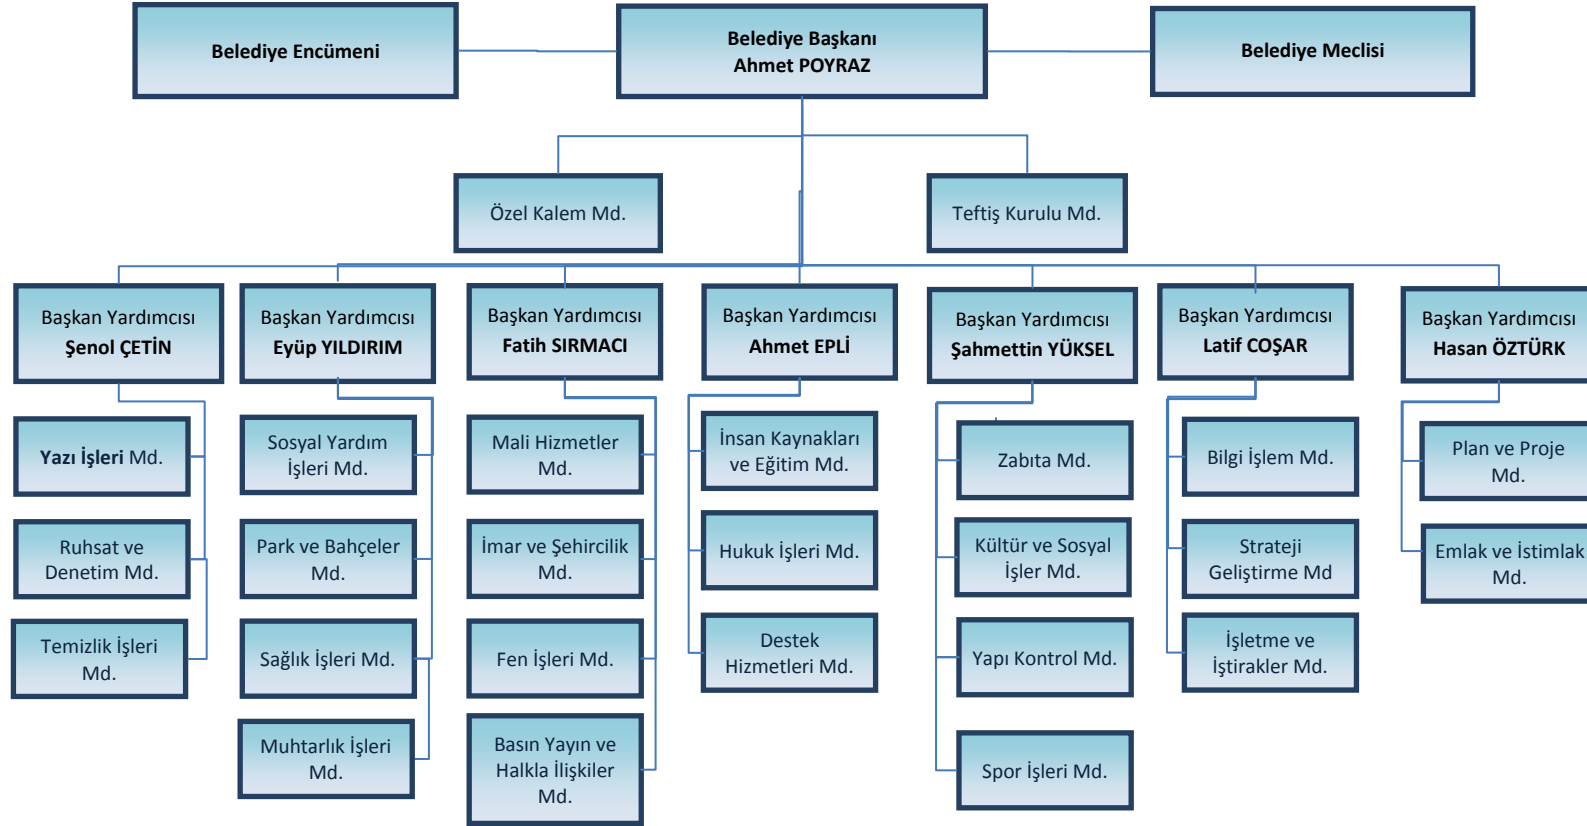 Belediye Encümeni
Belediye Başkanı
Ahmet POYRAZ
Belediye Meclisi
Özel Kalem Md.
Teftiş Kurulu Md.
Başkan Yardımcısı
Şenol ÇETİN
Başkan Yardımcısı
Eyüp YILDIRIM
Başkan Yardımcısı
Fatih SIRMACI
Başkan Yardımcısı
Ahmet EPLİ
Başkan Yardımcısı
Şahmettin YÜKSEL
Başkan Yardımcısı
Latif COŞAR
Başkan Yardımcısı
Hasan ÖZTÜRK
Yazı İşleri Md.
Sosyal Yardım
İşleri Md.
Mali Hizmetler
Md.
İnsan Kaynakları
ve Eğitim Md.
Zabıta Md.
Bilgi İşlem Md.
Plan ve Proje
Md.
Ruhsat ve
Denetim Md.
Park ve Bahçeler
Md.
İmar ve Şehircilik
Md.
Hukuk İşleri Md.
Kültür ve Sosyal
İşler Md.
Strateji
Geliştirme Md
Emlak ve İstimlak
Md.
Temizlik İşleri
Md.
Sağlık İşleri Md.
Fen İşleri Md.
Destek
Hizmetleri Md.
Yapı Kontrol Md.
İşletme ve
İştirakler Md.
Muhtarlık İşleri
Md.
Basın Yayın ve
Halkla İlişkiler
Md.
Spor İşleri Md.